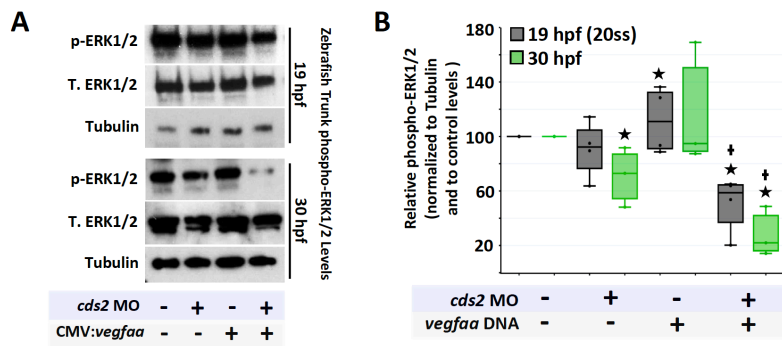 A
p-ERK1/2
T. ERK1/2
Tubulin
19 hpf
p-ERK1/2
T. ERK1/2
Tubulin
30 hpf
Zebrafish Trunk phospho-ERK1/2 Levels
cds2 MO - + - +
CMV:vegfaa - - + +
B
Relative phospho-ERK1/2
(normalized to Tubulin
and to control levels )
180
140
100
60
20
19 hpf (20ss)
30 hpf
★ ★ ★ ★
‡ ‡
cds2 MO - + - +
vegfaa DNA - - + +